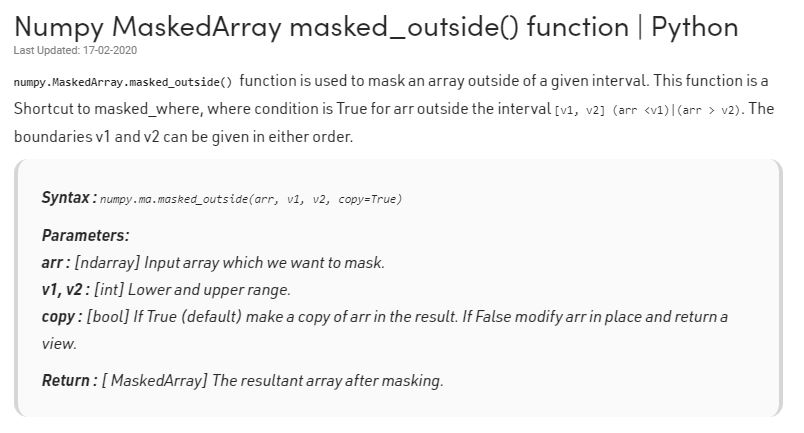 Numpy MaskedArray masked_outside() function | Python
Last Updated: 17-02-2020
numpy.MaskedArray.masked_outside() function is used to mask an array outside of a given interval. This function is a
Shortcut to masked_where, where condition is True for arr outside the interval [v1, v2] (arr <v1)|(arr > v2). The
boundaries v1 and v2 can be given in either order.
Syntax : numpy.ma.masked_outside(arr, v1, v2, copy=True)
Parameters:
arr : [ndarray] Input array which we want to mask.
v1, v2 : [int] Lower and upper range.
copy : [bool] If True (default) make a copy of arr in the result. If False modify arr in place and return a
view.
Return : [ MaskedArray] The resultant array after masking.